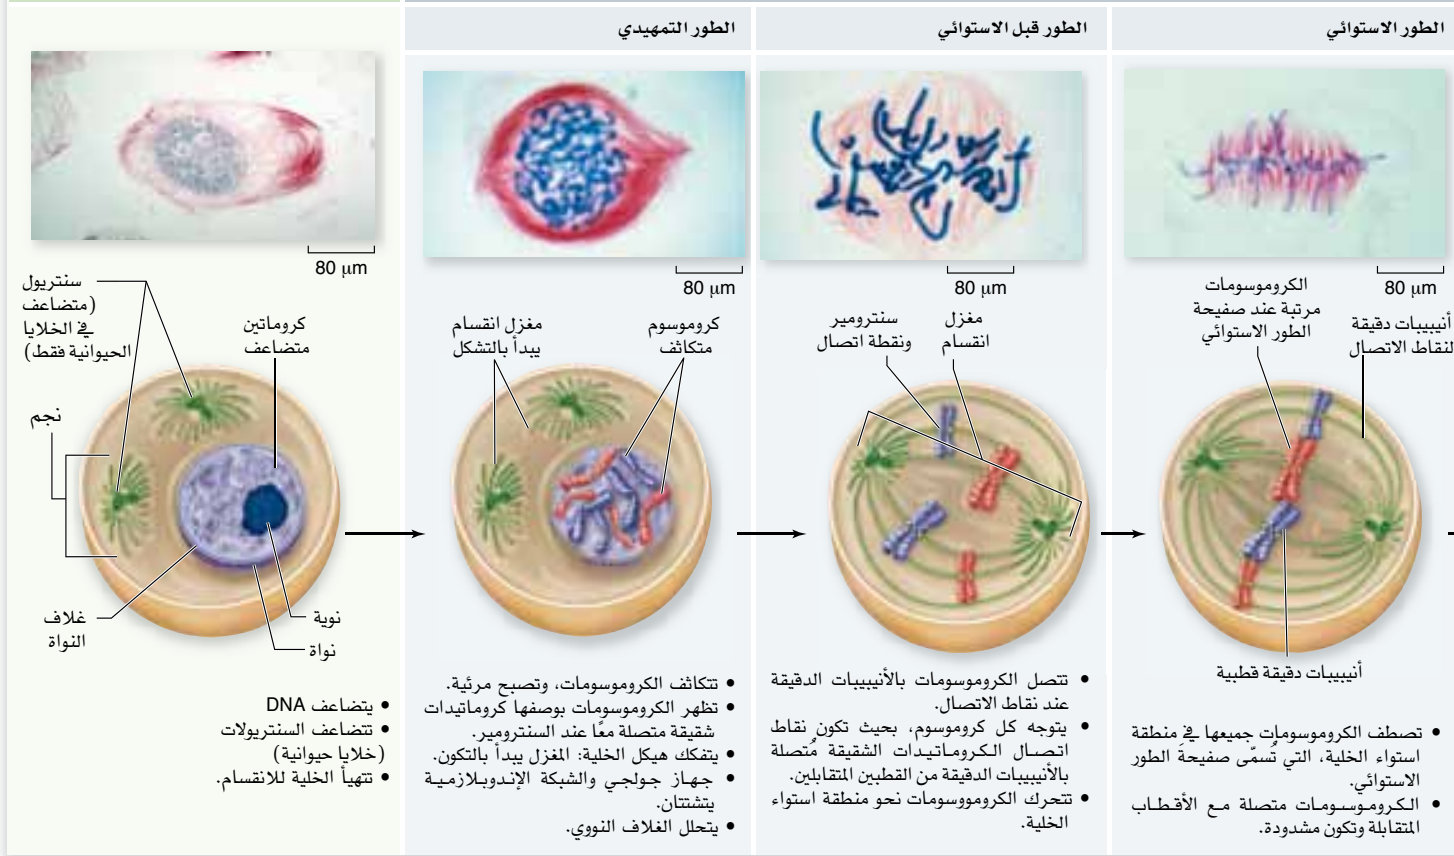 الطور التمهيدي
الطور قبل الاستوائي
الطور الاستوائي
80 µm
80 µm
80 µm
80 µm
سنتريول
(متضاعف
في الخلايا
الحيوانية فقط)
كروماتين
متضاعف
نجم
غلاف
النواة
نوية
نواة
• يتضاعف DNA
• تتضاعف السنتريولات
(خلايا حيوانية)
• تتهيأ الخلية للانقسام.
مغزل انقسام
يبدأ بالتشكل
كروموسوم
متكاثف
• تتكاثف الكروموسومات، وتصبح مرئية.
• تظهر الكروموسومات بوصفها كروماتيدات
شقيقة متصلة معًا عند السنترومير.
• يتفكك هيكل الخلية: المغزل يبدأ بالتكون.
• جهاز جولجي والشبكة الإندوبلازمية
يتشتتان.
• يتحلل الغلاف النووي.
سنترومير
ونقطة اتصال
مغزل
انقسام
• تتصل الكروموسومات بالأنيبيبات الدقيقة
عند نقاط الاتصال.
• يتوجه كل كروموسوم، بحيث تكون نقاط
اتصال الكروماتيدات الشقيقة مُتصلة
بالأنيبيبات الدقيقة من القطبين المتقابلين.
• تتحرك الكرومووسومات نحو منطقة استواء
الخلية.
الكروموسومات
مرتبة عند صفيحة
الطور الاستوائي
أنيبيبات دقيقة
لنقاط الاتصال
أنيبيبات دقيقة قطبية
• تصطف الكروموسومات جميعها في منطقة
استواء الخلية، التي تُسمّى صفيحةَ الطور
الاستوائي.
• الكروموسومات متصلة مع الأقطاب
المتقابلة وتكون مشدودة.